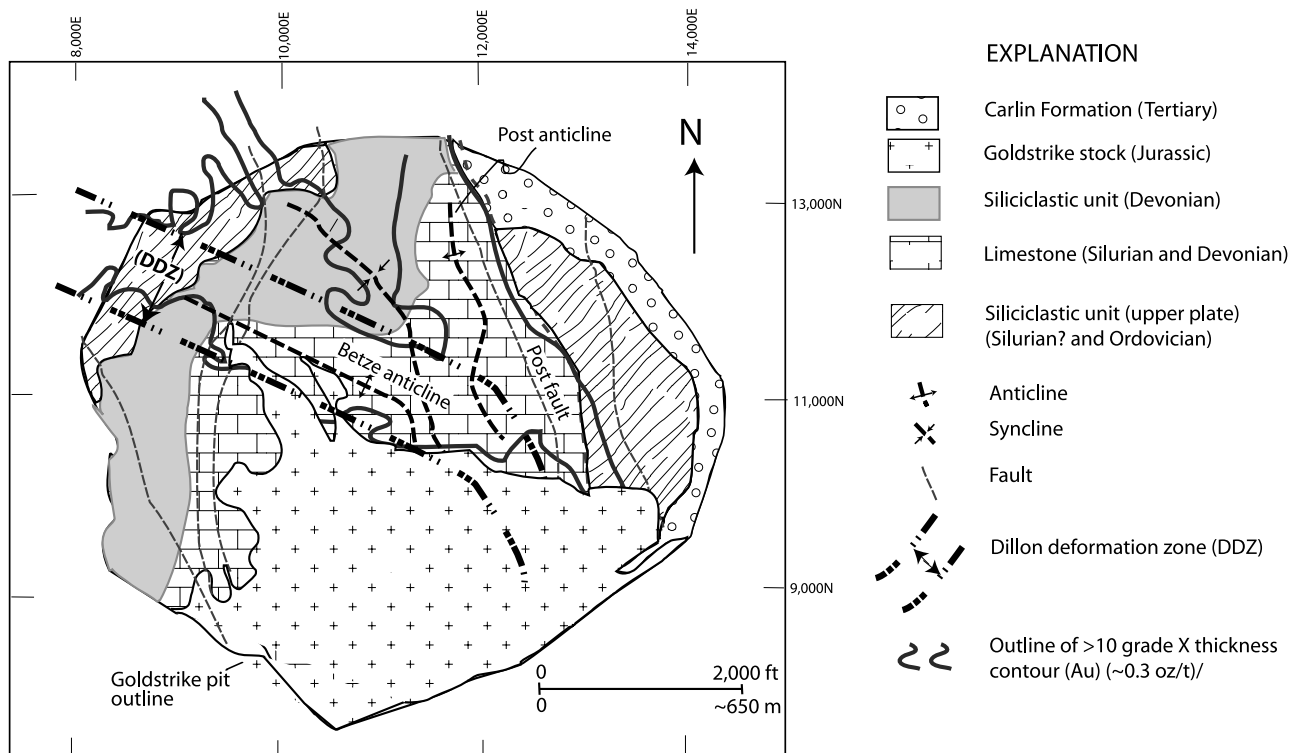 8,000E
10,000E
12,000E
14,000E
Post anticline
N
13,000N
(DDZ)
Betze anticline
Post fault
11,000N
9,000N
Goldstrike pit
outline
0
2,000 ft
0
~650 m
EXPLANATION
Carlin Formation (Tertiary)
Goldstrike stock (Jurassic)
Siliciclastic unit (Devonian)
Limestone (Silurian and Devonian)
Siliciclastic unit (upper plate)
(Silurian? and Ordovician)
Anticline
Syncline
Fault
Dillon deformation zone (DDZ)
Outline of >10 grade X thickness
contour (Au) (~0.3 oz/t)/